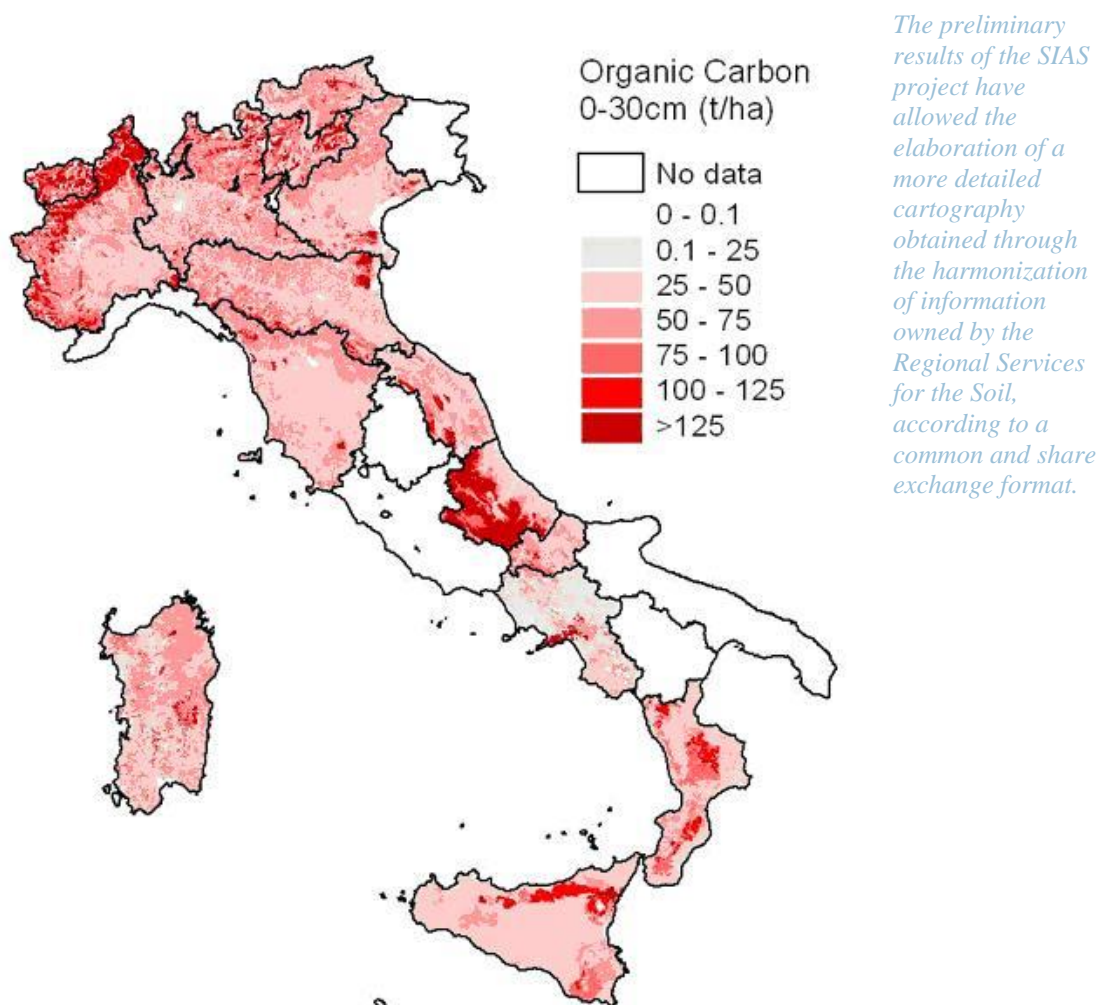 The preliminary
results of the SIAS
project have
allowed the
elaboration of a
more detailed
cartography
obtained through
the harmonization
of information
owned by the
Regional Services
for the Soil,
according to a
common and share
exchange format.
Organic Carbon
0-30cm (t/ha)
No data
0 - 0.1
0.1 - 25
25 - 50
50 - 75
75 - 100
100 - 125
>125